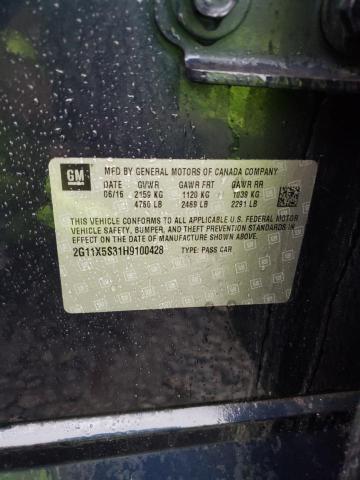 GM
MFD BY GENERAL MOTORS OF CANADA COMPANY
DATE GVWR GAWR FRT GAWR RR
06/16 2159 KG 1120 KG 1039 KG
4760 LB 2469 LB 2291 LB
THIS VEHICLE CONFORMS TO ALL APPLICABLE U.S. FEDERAL MOTOR
VEHICLE SAFETY, BUMPER, AND THEFT PREVENTION STANDARDS
IN EFFECT ON THE DATE OF MANUFACTURE SHOWN ABOVE.
2G11X5S31H9100428 TYPE: PASS CAR